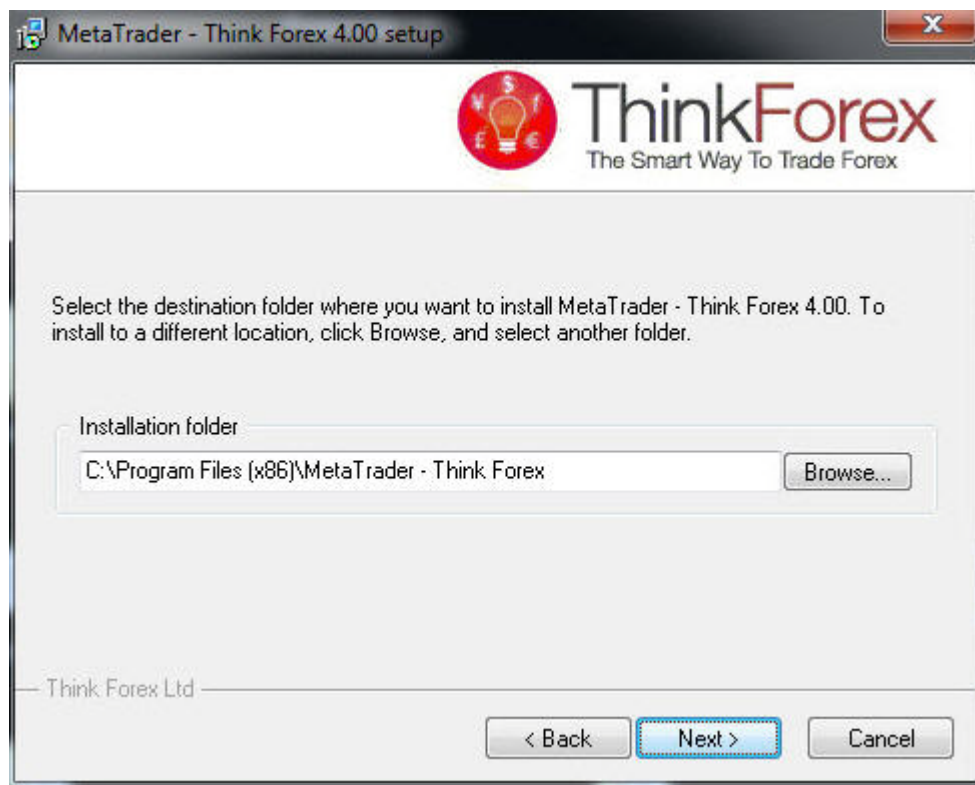 MetaTrader - Think Forex 4.00 setup
x
$
¥ ƒ
£ €
ThinkForex
The Smart Way To Trade Forex
Select the destination folder where you want to install MetaTrader - Think Forex 4.00. To
install to a different location, click Browse, and select another folder.
Installation folder
C:\Program Files (x86)\MetaTrader - Think Forex
Browse...
Think Forex Ltd
< Back
Next >
Cancel